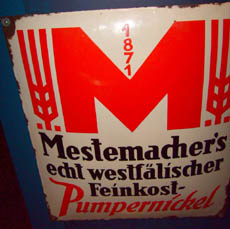 M
1871
Mestemacher's
echt westfälischer
Feinkost-
Pumpernickel